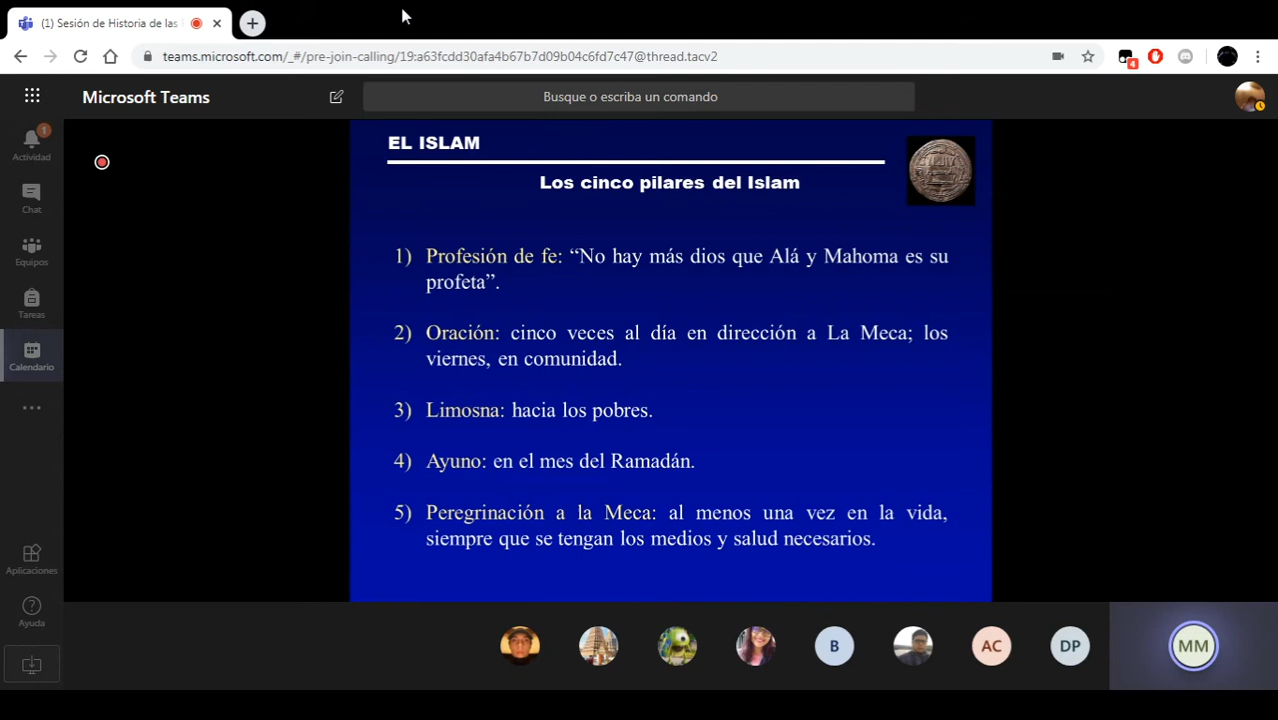 (1) Sesión de Historia de las
teams.microsoft.com/_#/pre-join-calling/19:a63fcdd30afa4b67b7d09b04c6fd7c47@thread.tacv2
4
Microsoft Teams
Busque o escriba un comando
1
Actividad
Chat
Equipos
Tareas
Calendario
Aplicaciones
Ayuda
EL ISLAM
Los cinco pilares del Islam
1) Profesión de fe: “No hay más dios que Alá y Mahoma es su
profeta”.
2) Oración: cinco veces al día en dirección a La Meca; los
viernes, en comunidad.
3) Limosna: hacia los pobres.
4) Ayuno: en el mes del Ramadán.
5) Peregrinación a la Meca: al menos una vez en la vida,
siempre que se tengan los medios y salud necesarios.
B
AC
DP
MM